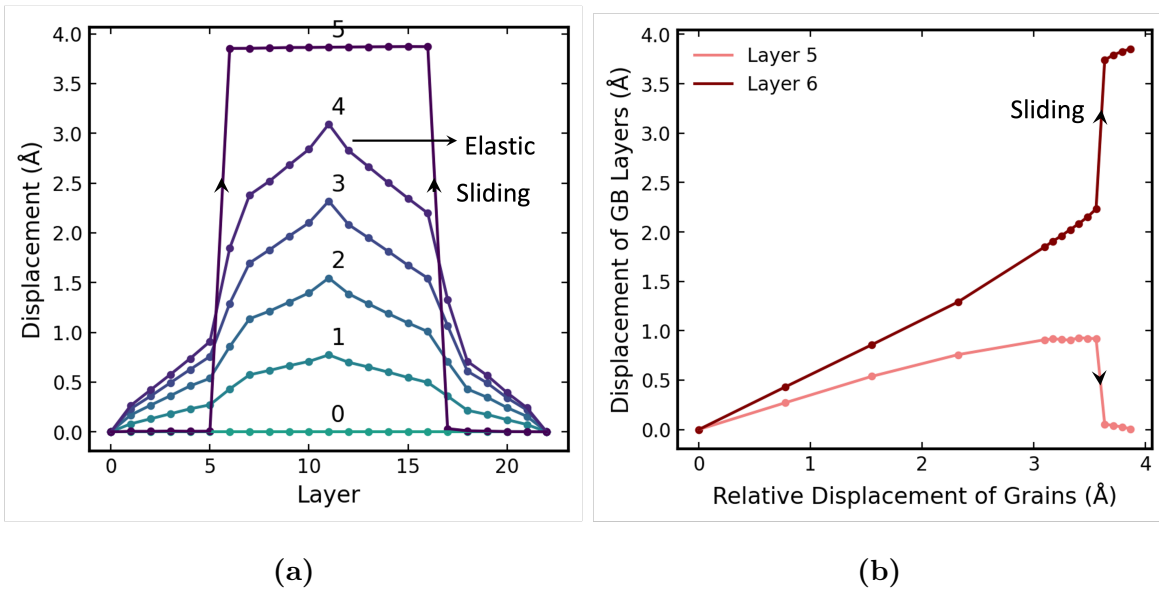 Displacement (Å)
4.0
3.5
3.0
2.5
2.0
1.5
1.0
0.5
0.0
5
4
3
2
1
0
Elastic
Sliding
0 5 10 15 20
Layer
(a)
Displacement of GB Layers (Å)
4.0
3.5
3.0
2.5
2.0
1.5
1.0
0.5
0.0
Layer 5
Layer 6
Sliding
0 1 2 3 4
Relative Displacement of Grains (Å)
(b)